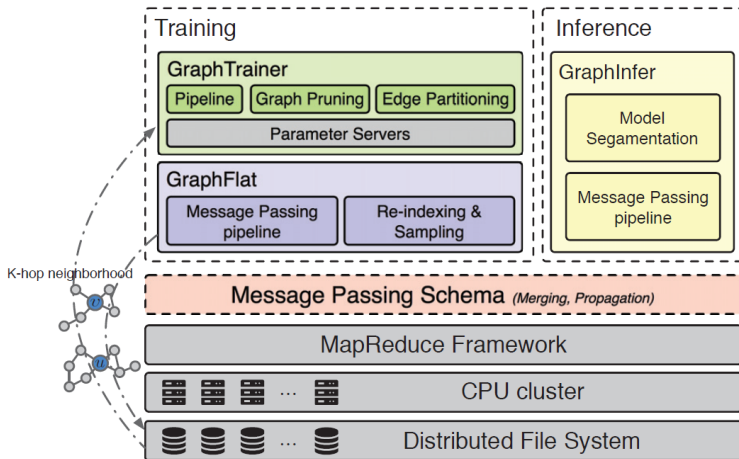 Training
GraphTrainer
Pipeline
Graph Pruning
Edge Partitioning
Parameter Servers
GraphFlat
Message Passing
pipeline
Re-indexing &
Sampling
Inference
GraphInfer
Model
Segamentation
Message Passing
pipeline
K-hop neighborhood
v
u
Message Passing Schema (Merging, Propagation)
MapReduce Framework
... CPU cluster
... Distributed File System